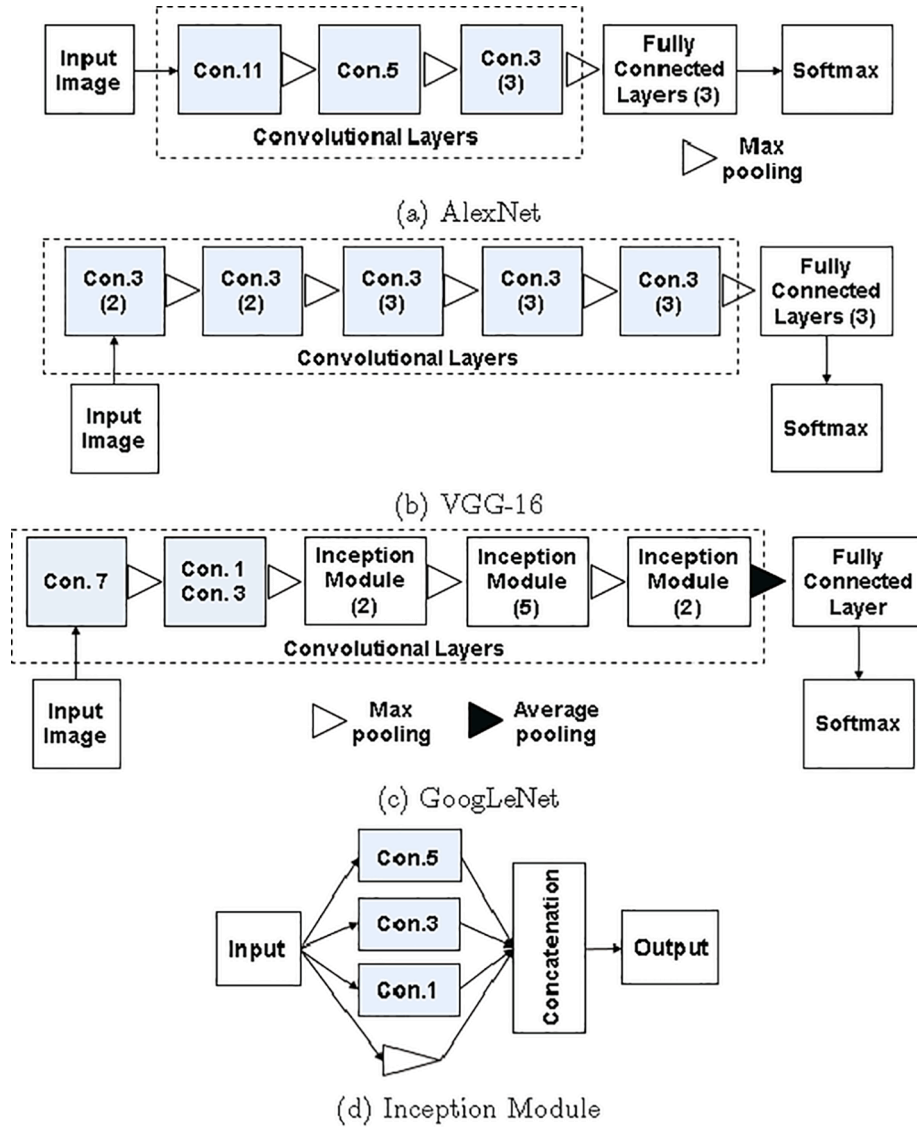 Input
Image
Con.11
Con.5
Con.3
(3)
Fully
Connected
Layers (3)
Softmax
Convolutional Layers
Max
pooling
(a) AlexNet
Con.3
(2)
Con.3
(2)
Con.3
(3)
Con.3
(3)
Con.3
(3)
Fully
Connected
Layers (3)
Convolutional Layers
Input
Image
Softmax
(b) VGG-16
Con. 7
Con. 1
Con. 3
Inception
Module
(2)
Inception
Module
(5)
Inception
Module
(2)
Fully
Connected
Layer
Convolutional Layers
Input
Image
Max
pooling
Average
pooling
Softmax
(c) GoogLeNet
Input
Con.5
Con.3
Con.1
Concatenation
Output
(d) Inception Module